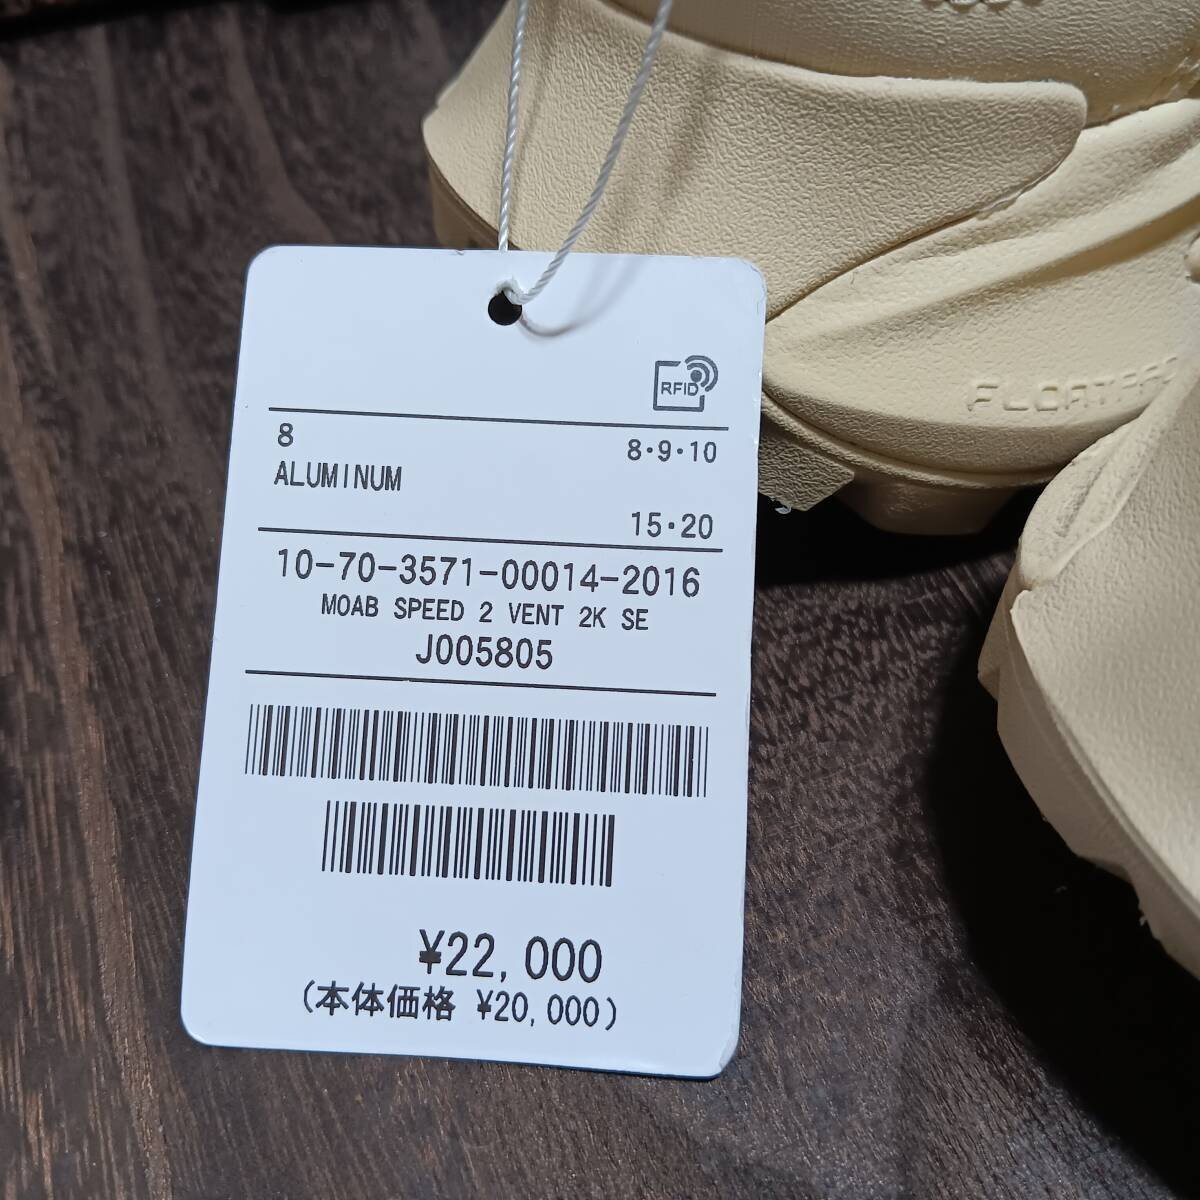 RFID
8 8・9・10
ALUMINUM
15・20
10-70-3571-00014-2016
MOAB SPEED 2 VENT 2K SE
J005805
¥22,000
(本体価格 ¥20,000)